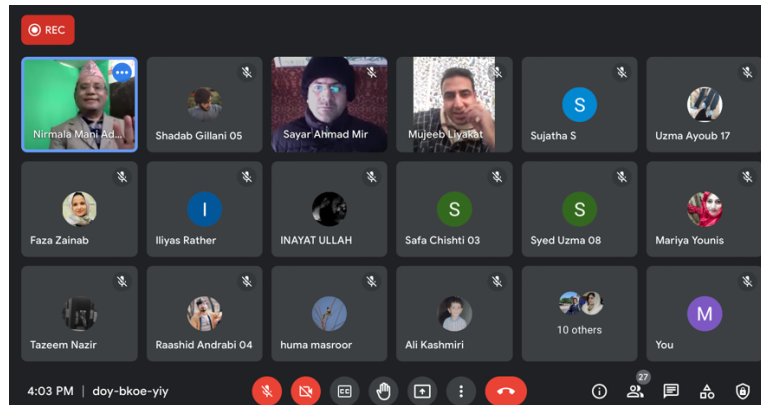 REC
Nirmala Mani Ad...
Shadab Gillani 05
Sayar Ahmad Mir
Mujeeb Liyakat
S
Sujatha S
Uzma Ayoub 17
Faza Zainab
I
Iliyas Rather
INAYAT ULLAH
S
Safa Chishti 03
S
Syed Uzma 08
Mariya Younis
Tazeem Nazir
Raashid Andrabi 04
huma masroor
Ali Kashmiri
10 others
M
You
4:03 PM | doy-bkoe-yiy
CC
27